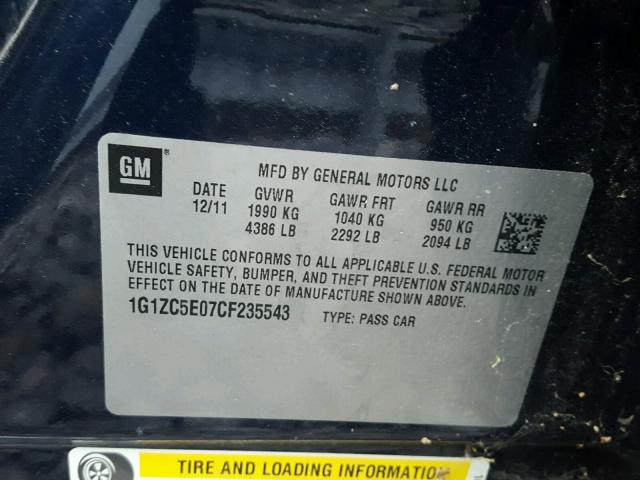 GM ®
MFD BY GENERAL MOTORS LLC
DATE GVWR GAWR FRT GAWR RR
12/11 1990 KG 1040 KG 950 KG
4386 LB 2292 LB 2094 LB
THIS VEHICLE CONFORMS TO ALL APPLICABLE U.S. FEDERAL MOTOR
VEHICLE SAFETY, BUMPER, AND THEFT PREVENTION STANDARDS IN
EFFECT ON THE DATE OF MANUFACTURE SHOWN ABOVE.
1G1ZC5E07CF235543 TYPE: PASS CAR
TIRE AND LOADING INFORMATION